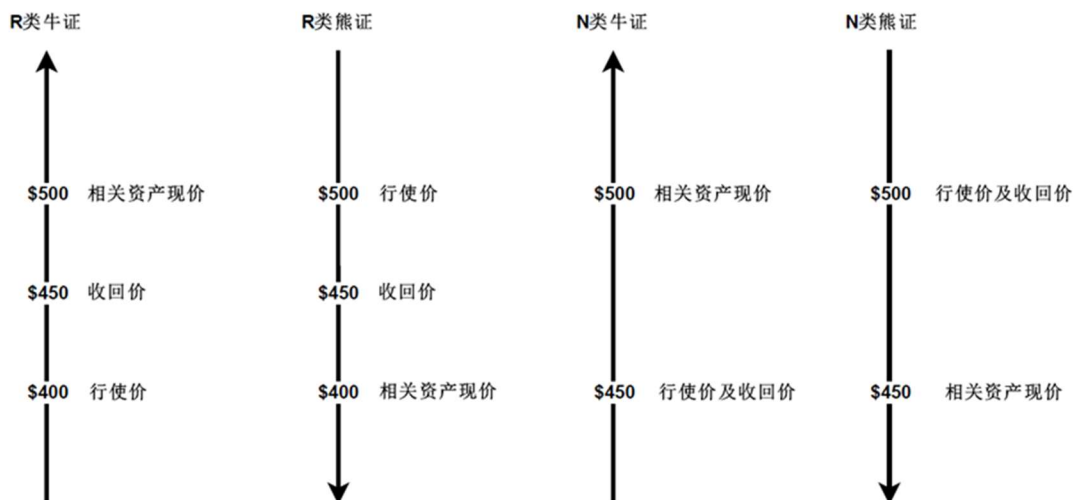 R类牛证
R类熊证
N类牛证
N类熊证
$500 相关资产现价
$500 行使价
$500 相关资产现价
$500 行使价及收回价
$450 收回价
$450 收回价
$400 行使价
$400 相关资产现价
$450 行使价及收回价
$450 相关资产现价